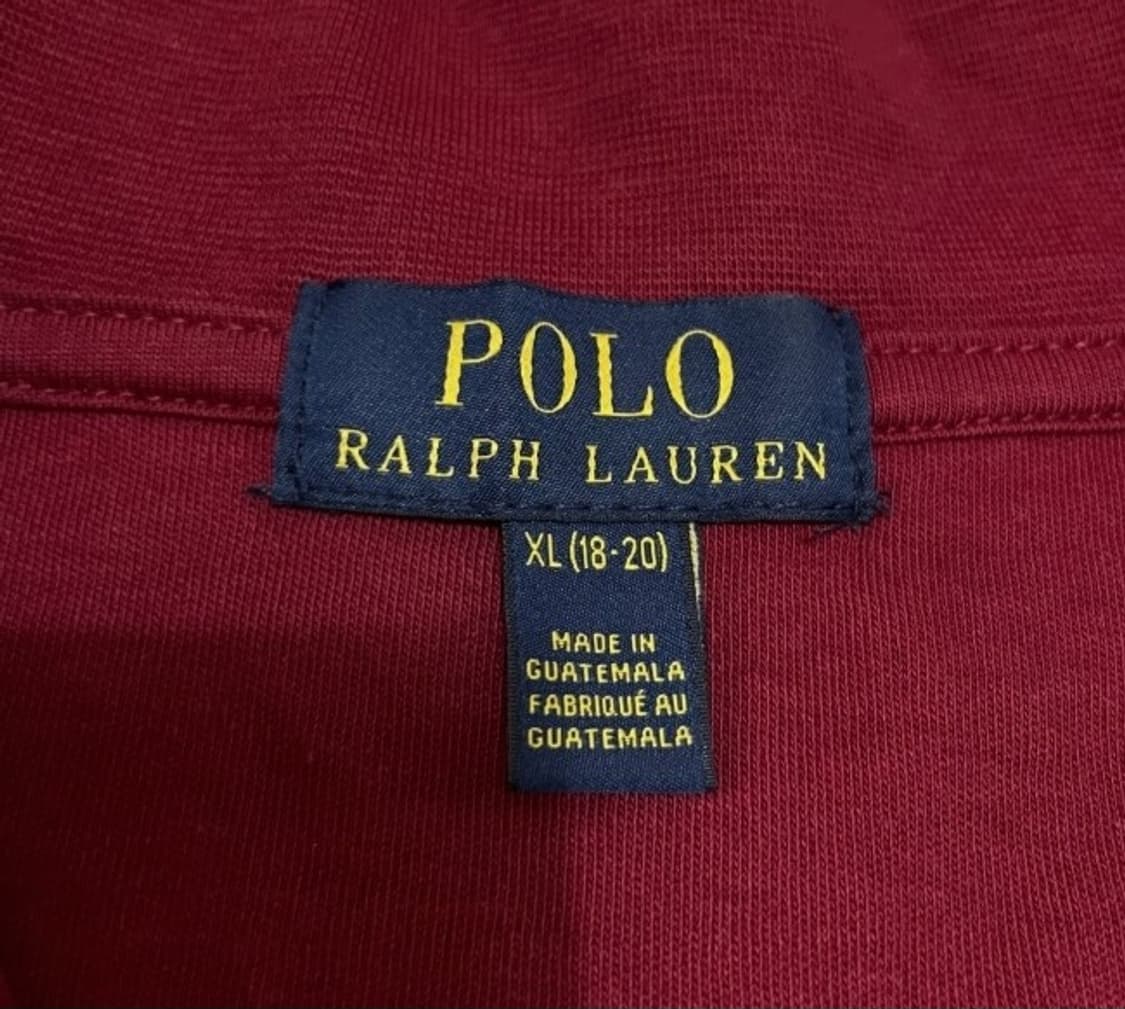 POLO
RALPH LAUREN
XL (18-20)
MADE IN
GUATEMALA
FABRIQUÉ AU
GUATEMALA